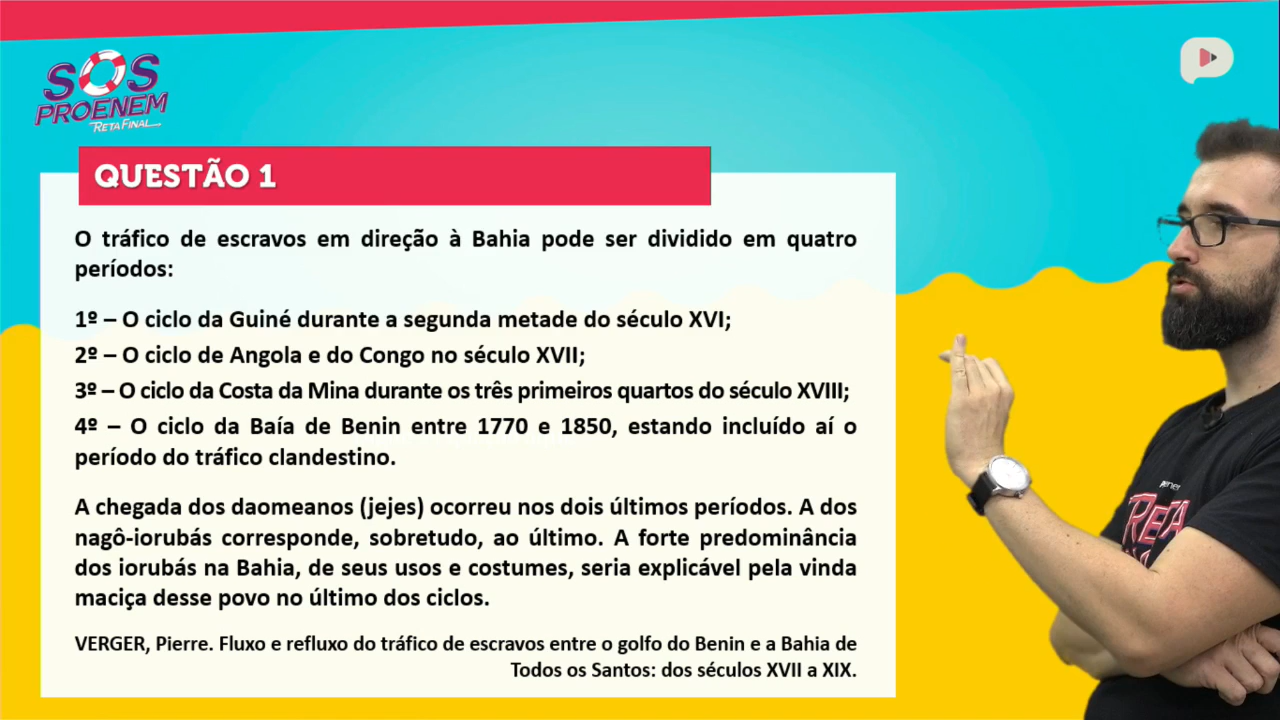 SOS
PROENEM
RETA FINAL
QUESTÃO 1
O tráfico de escravos em direção à Bahia pode ser dividido em quatro
períodos:
1º – O ciclo da Guiné durante a segunda metade do século XVI;
2º – O ciclo de Angola e do Congo no século XVII;
3º – O ciclo da Costa da Mina durante os três primeiros quartos do século XVIII;
4º – O ciclo da Baía de Benin entre 1770 e 1850, estando incluído aí o
período do tráfico clandestino.
A chegada dos daomeanos (jejes) ocorreu nos dois últimos períodos. A dos
nagô-iorubás corresponde, sobretudo, ao último. A forte predominância
dos iorubás na Bahia, de seus usos e costumes, seria explicável pela vinda
maciça desse povo no último dos ciclos.
VERGER, Pierre. Fluxo e refluxo do tráfico de escravos entre o golfo do Benin e a Bahia de
Todos os Santos: dos séculos XVII a XIX.